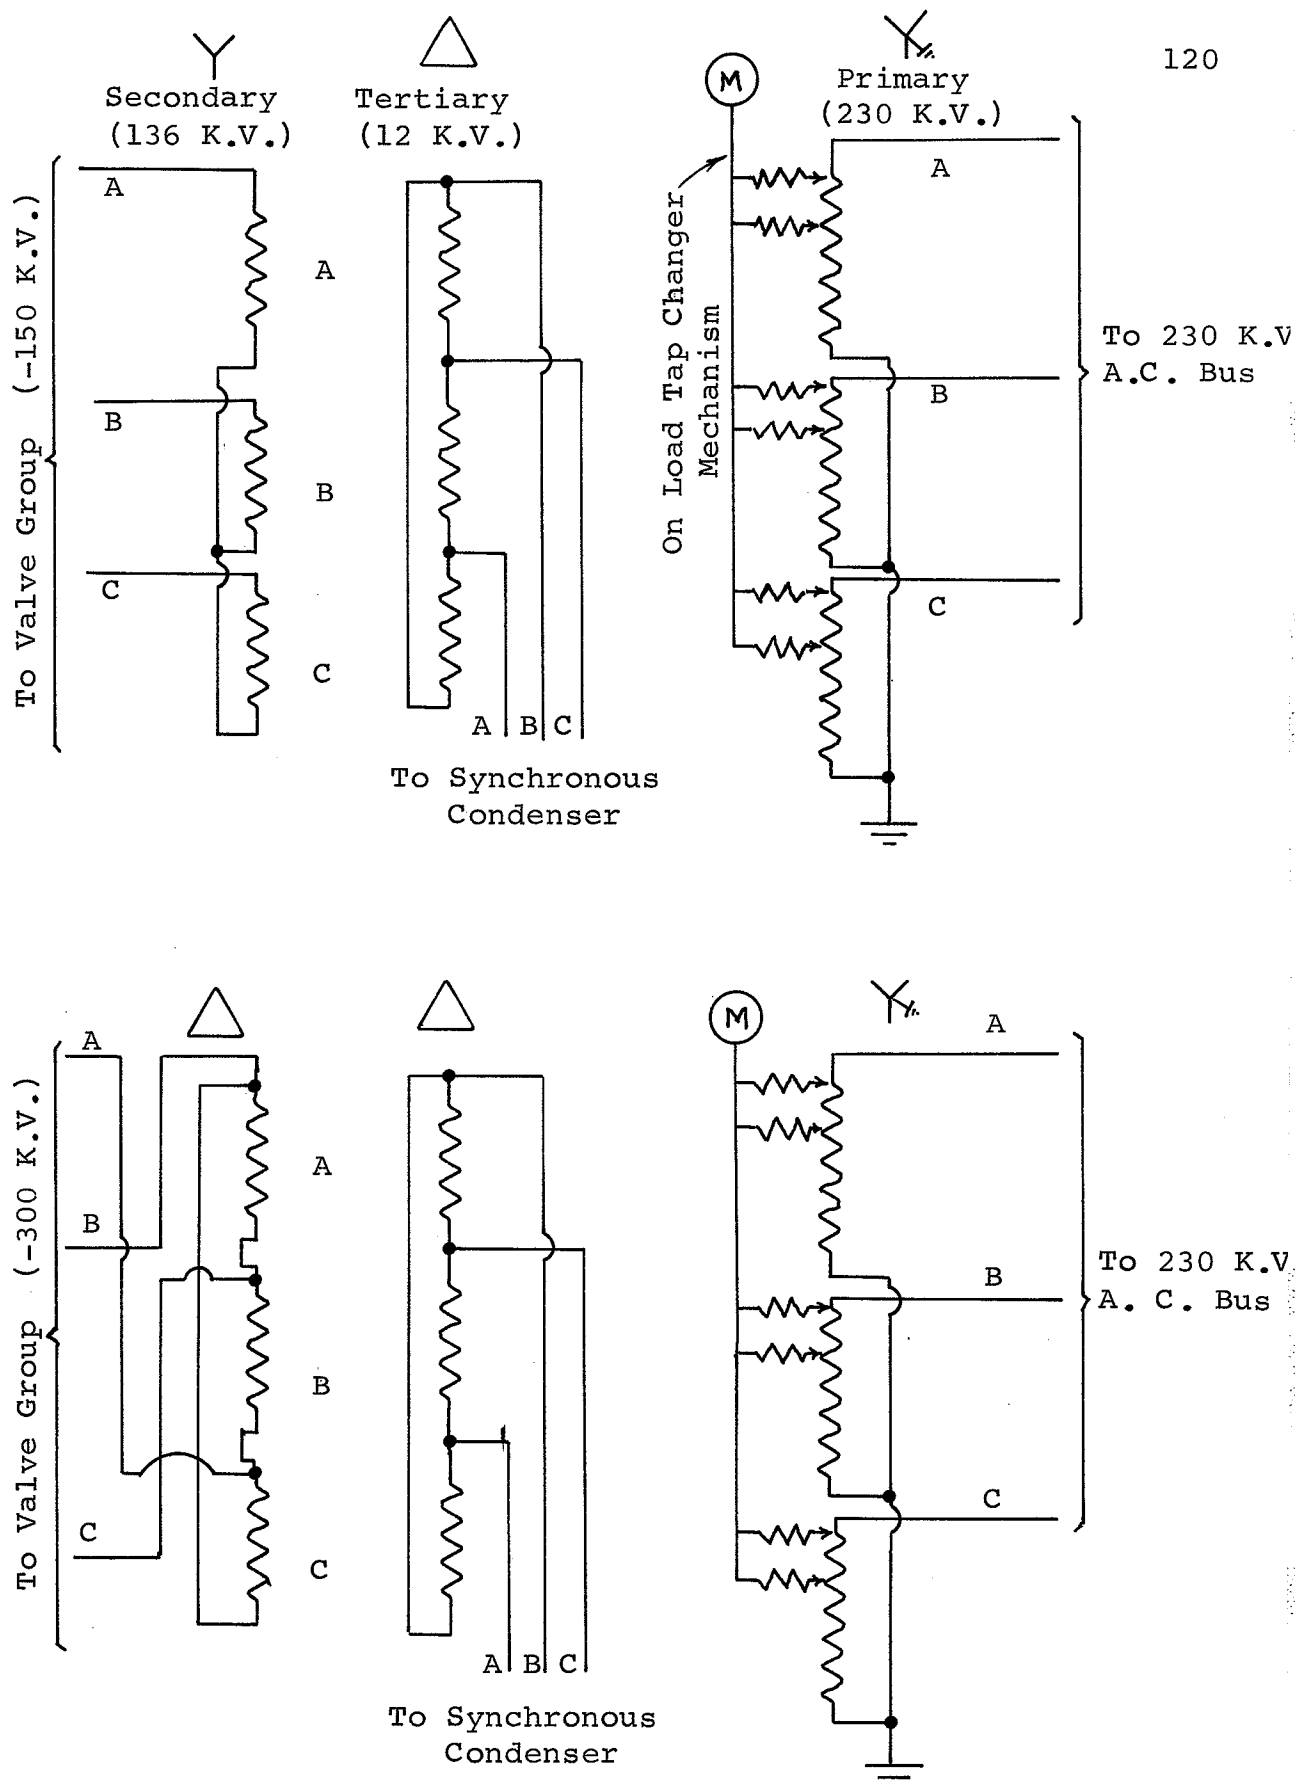 120
Secondary
(136 K.V.)
Tertiary
(12 K.V.)
M
Primary
(230 K.V.)
To Valve Group (-150 K.V.)
A
B
C
A
B
C
A B C
To Synchronous
Condenser
On Load Tap Changer
Mechanism
A
B
C
To 230 K.V
A.C. Bus
To Valve Group (-300 K.V.)
A
B
C
A
B
C
A B C
To Synchronous
Condenser
M
A
B
C
To 230 K.V
A. C. Bus